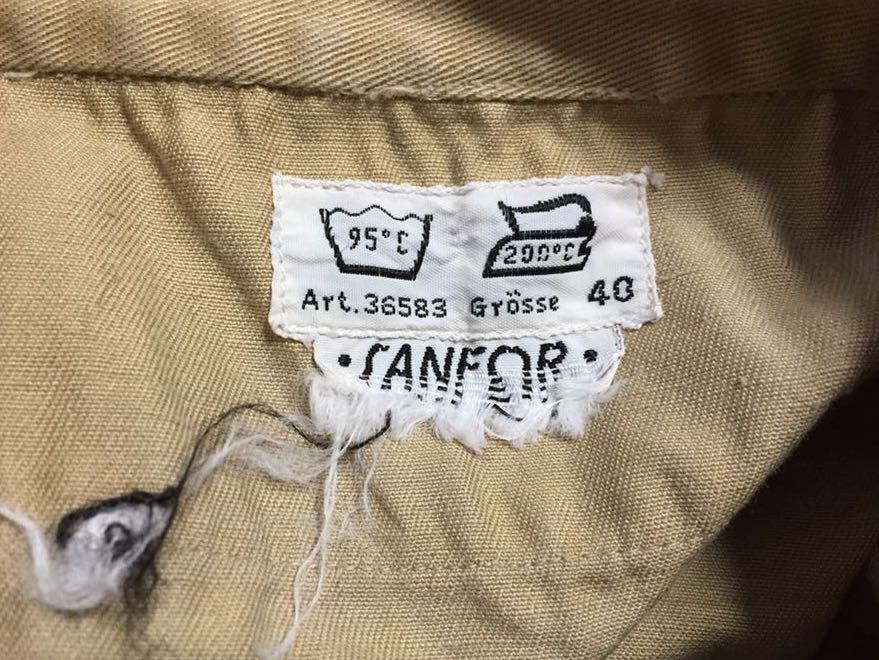 95°C 200°C
Art.36583 Grösse 40
• SANFOR •